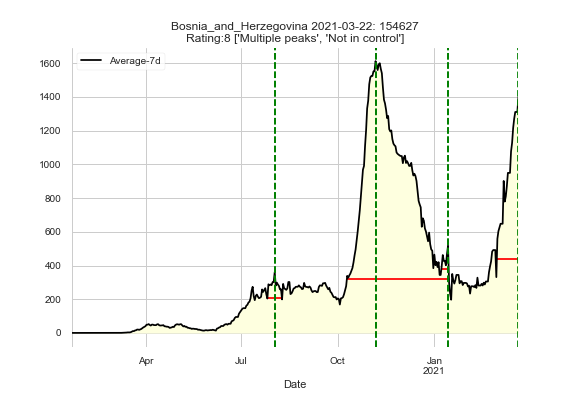 Bosnia_and_Herzegovina 2021-03-22: 154627
Rating:8 ['Multiple peaks', 'Not in control']
Average-7d
1600
1400
1200
1000
800
600
400
200
0
Apr
Jul
Oct
Jan
2021
Date